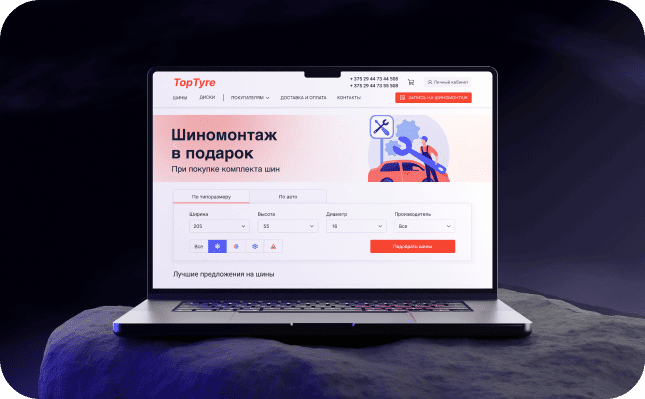 TopTyre
+ 375 29 44 73 44 508
+ 375 29 44 73 55 508
Личный кабинет
ШИНЫ ДИСКИ ПОКУПАТЕЛЯМ ДОСТАВКА И ОПЛАТА КОНТАКТЫ
ЗАПИСЬ НА ШИНОМОНТАЖ
Шиномонтаж
в подарок
При покупке комплекта шин
По типоразмеру По авто
Ширина Высота Диаметр Производитель
205 55 16 Все
Все Подобрать шины
Лучшие предложения на шины